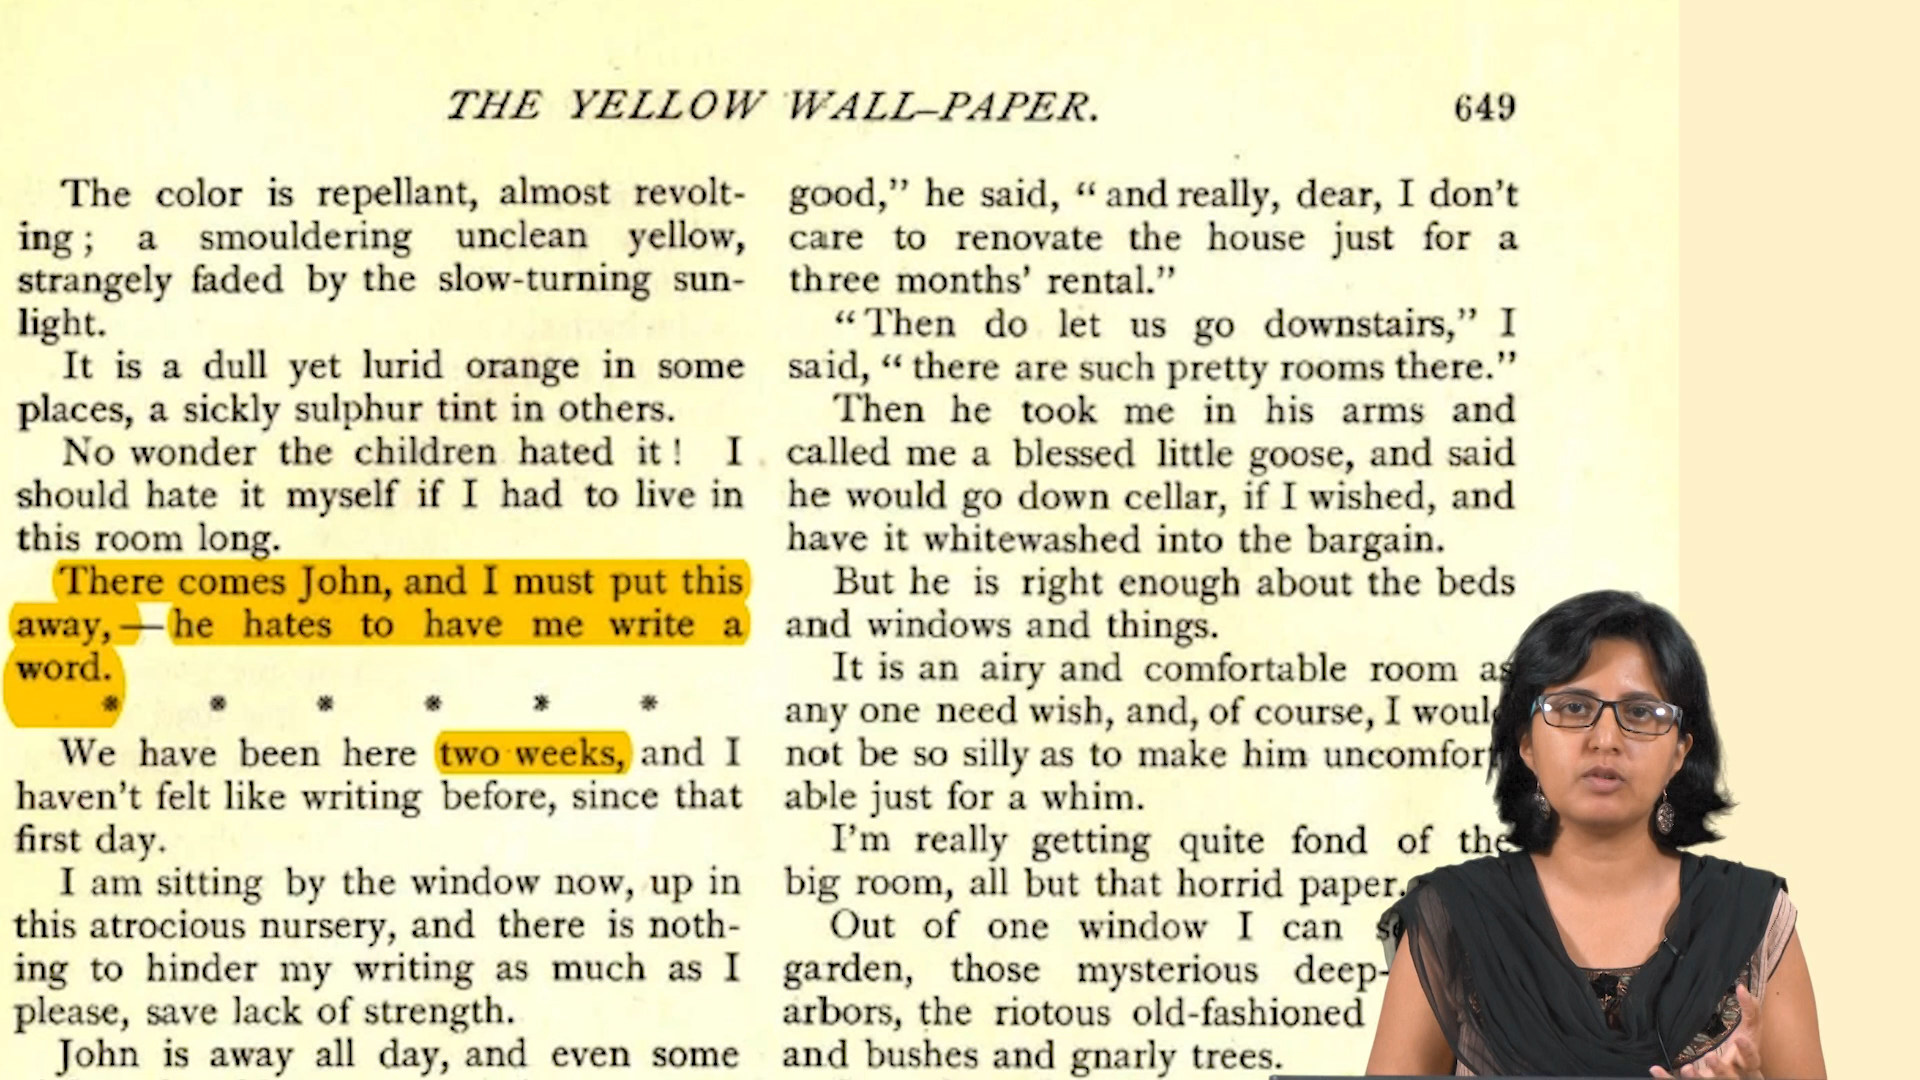 THE YELLOW WALL-PAPER. 649
The color is repellant, almost revolt-
ing; a smouldering unclean yellow,
strangely faded by the slow-turning sun-
light.
It is a dull yet lurid orange in some
places, a sickly sulphur tint in others.
No wonder the children hated it! I
should hate it myself if I had to live in
this room long.
There comes John, and I must put this
away,—he hates to have me write a
word.
* * * * * *
We have been here two weeks, and I
haven't felt like writing before, since that
first day.
I am sitting by the window now, up in
this atrocious nursery, and there is noth-
ing to hinder my writing as much as I
please, save lack of strength.
John is away all day, and even some
good,” he said, “and really, dear, I don't
care to renovate the house just for a
three months' rental.”
“Then do let us go downstairs,” I
said, “there are such pretty rooms there.”
Then he took me in his arms and
called me a blessed little goose, and said
he would go down cellar, if I wished, and
have it whitewashed into the bargain.
But he is right enough about the beds
and windows and things.
It is an airy and comfortable room as
any one need wish, and, of course, I would
not be so silly as to make him uncomfort
able just for a whim.
I'm really getting quite fond of the
big room, all but that horrid paper.
Out of one window I can
garden, those mysterious deep-
arbors, the riotous old-fashioned
and bushes and gnarly trees.